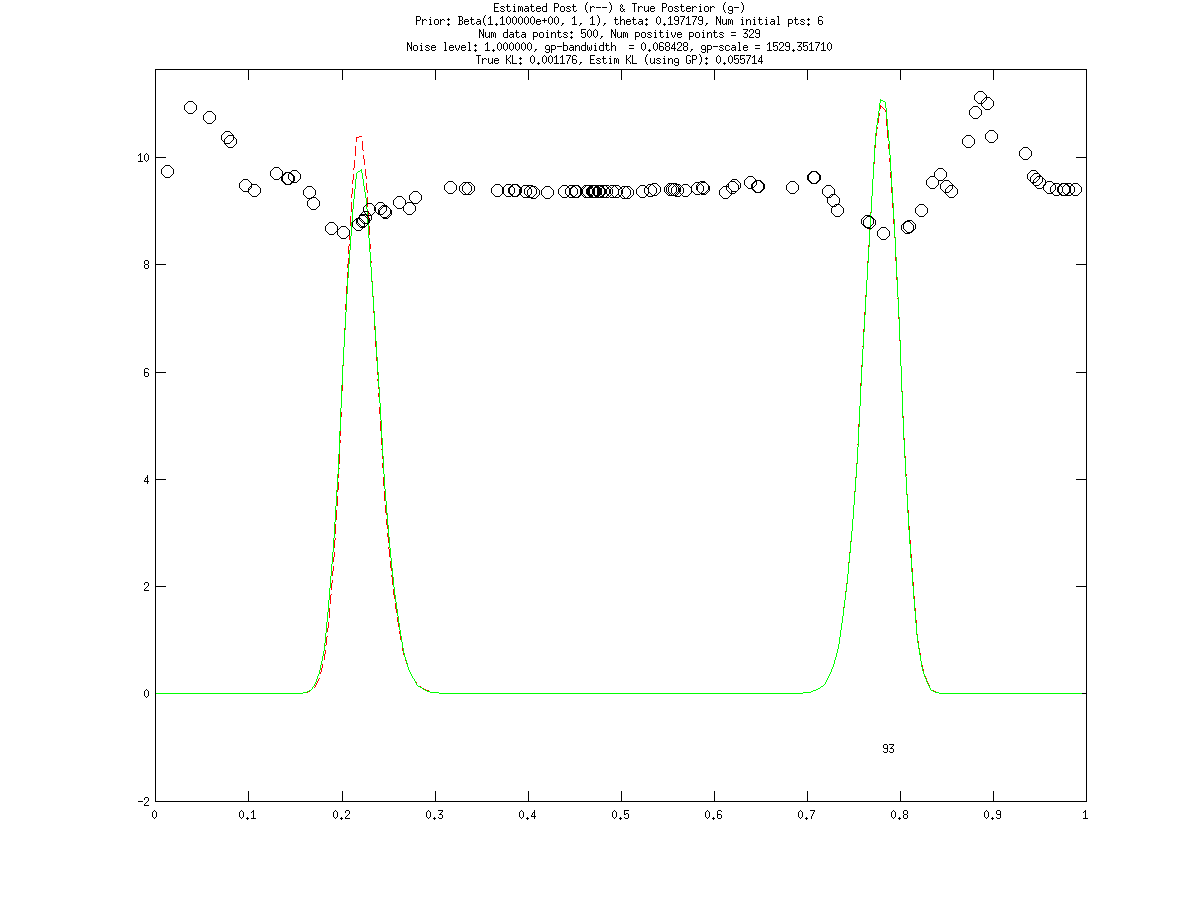 Estimated Post (r--) & True Posterior (g-)
Prior: Beta(1.100000e+00, 1, 1), theta: 0.197179, Num initial pts: 6
Num data points: 500, Num positive points = 329
Noise level: 1.000000, gp-bandwidth  = 0.068428, gp-scale = 1529.351710
True KL: 0.001176, Estim KL (using GP): 0.055714
10
8
6
4
2
0
93
-2
0 0.1 0.2 0.3 0.4 0.5 0.6 0.7 0.8 0.9 1